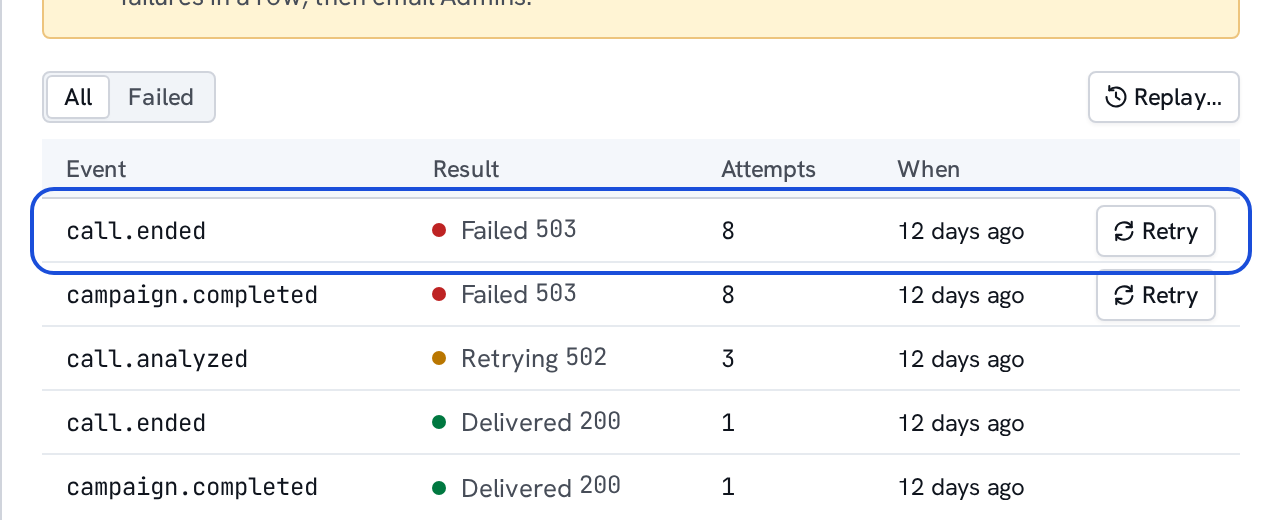 failures in a row, then email Admins.
All Failed Replay…
Event Result Attempts When
call.ended Failed 503 8 12 days ago Retry
campaign.completed Failed 503 8 12 days ago Retry
call.analyzed Retrying 502 3 12 days ago
call.ended Delivered 200 1 12 days ago
campaign.completed Delivered 200 1 12 days ago